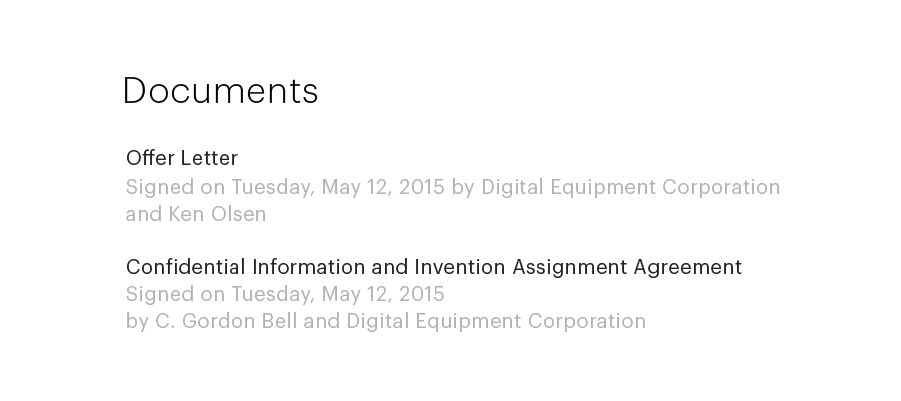 Documents
Offer Letter
Signed on Tuesday, May 12, 2015 by Digital Equipment Corporation
and Ken Olsen
Confidential Information and Invention Assignment Agreement
Signed on Tuesday, May 12, 2015
by C. Gordon Bell and Digital Equipment Corporation